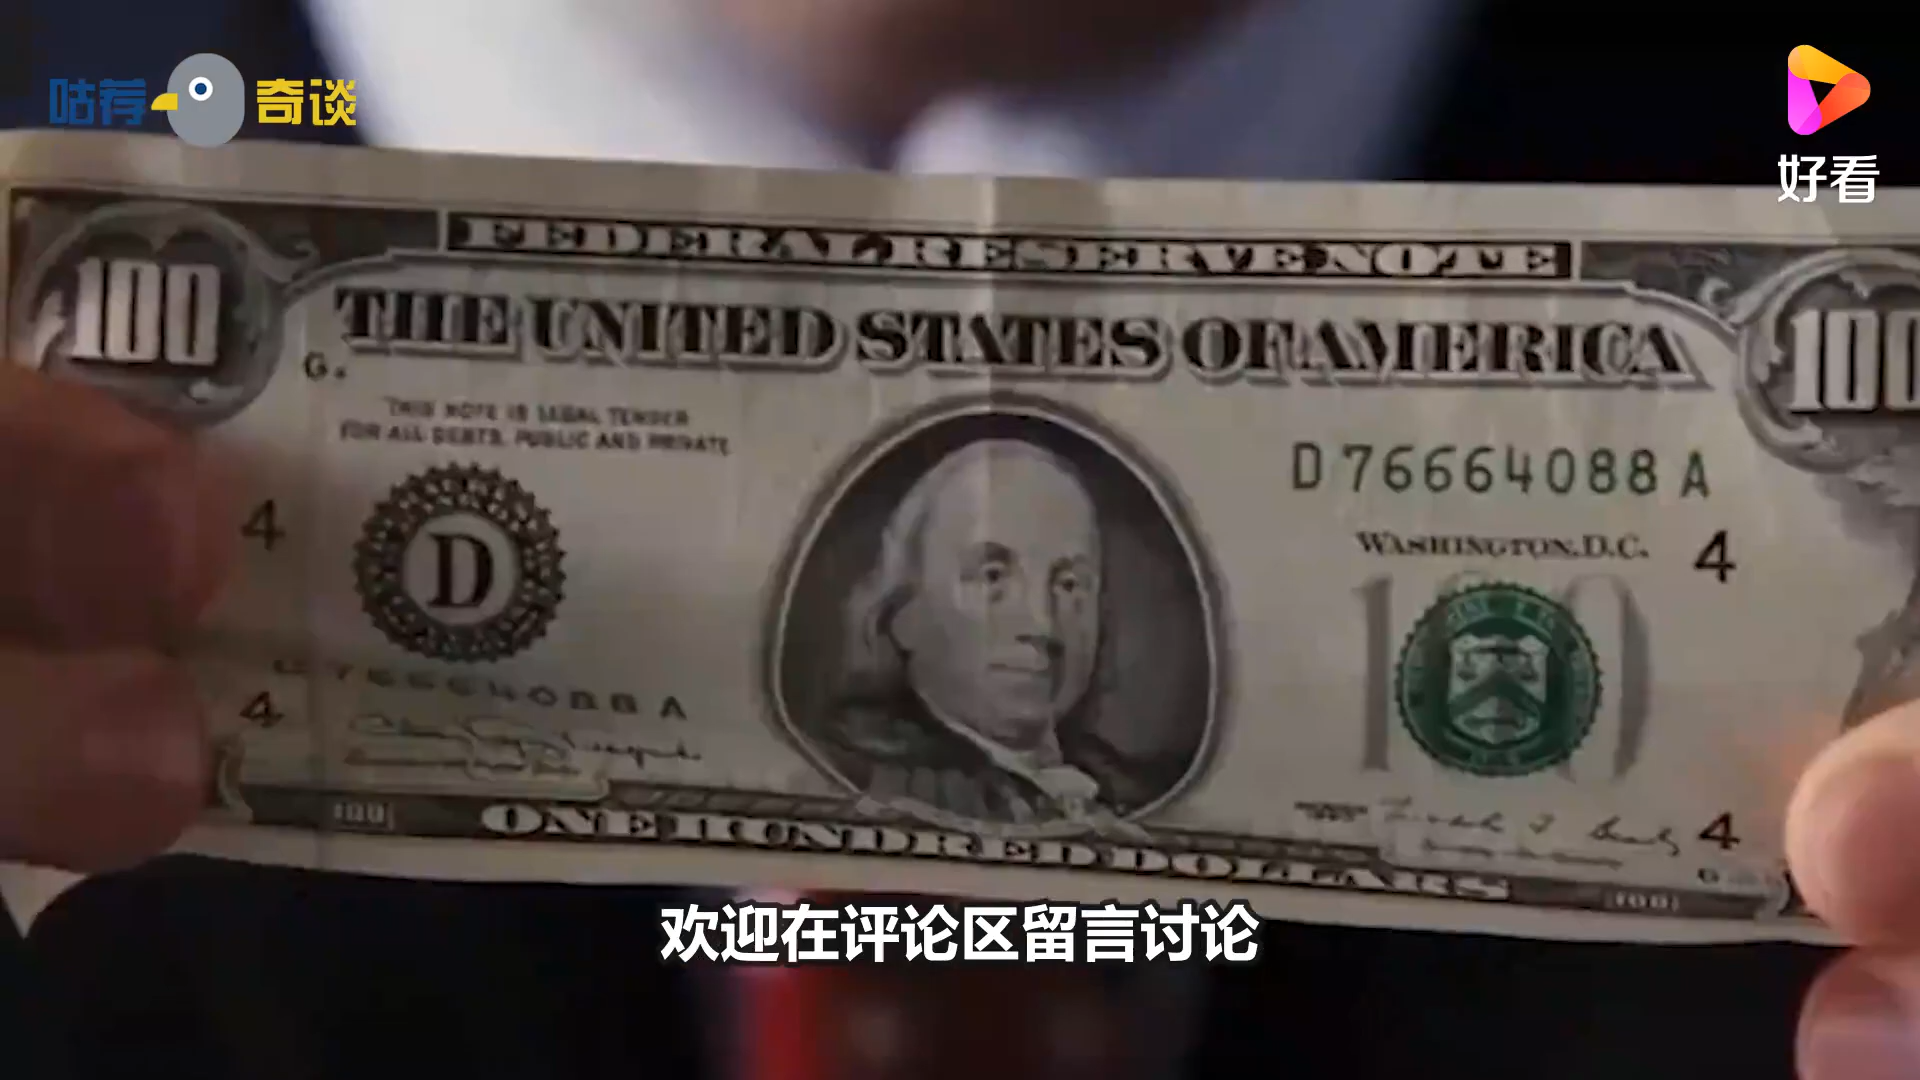 咕荐 奇谈
好看
FEDERAL RESERVE NOTE
100
THE UNITED STATES OF AMERICA
100
G.
THIS NOTE IS LEGAL TENDER
FOR ALL DEBTS, PUBLIC AND PRIVATE
D 76664088 A
WASHINGTON, D.C.
4
4
D
100
4
4
ONE HUNDRED DOLLARS
100
100
欢迎在评论区留言讨论